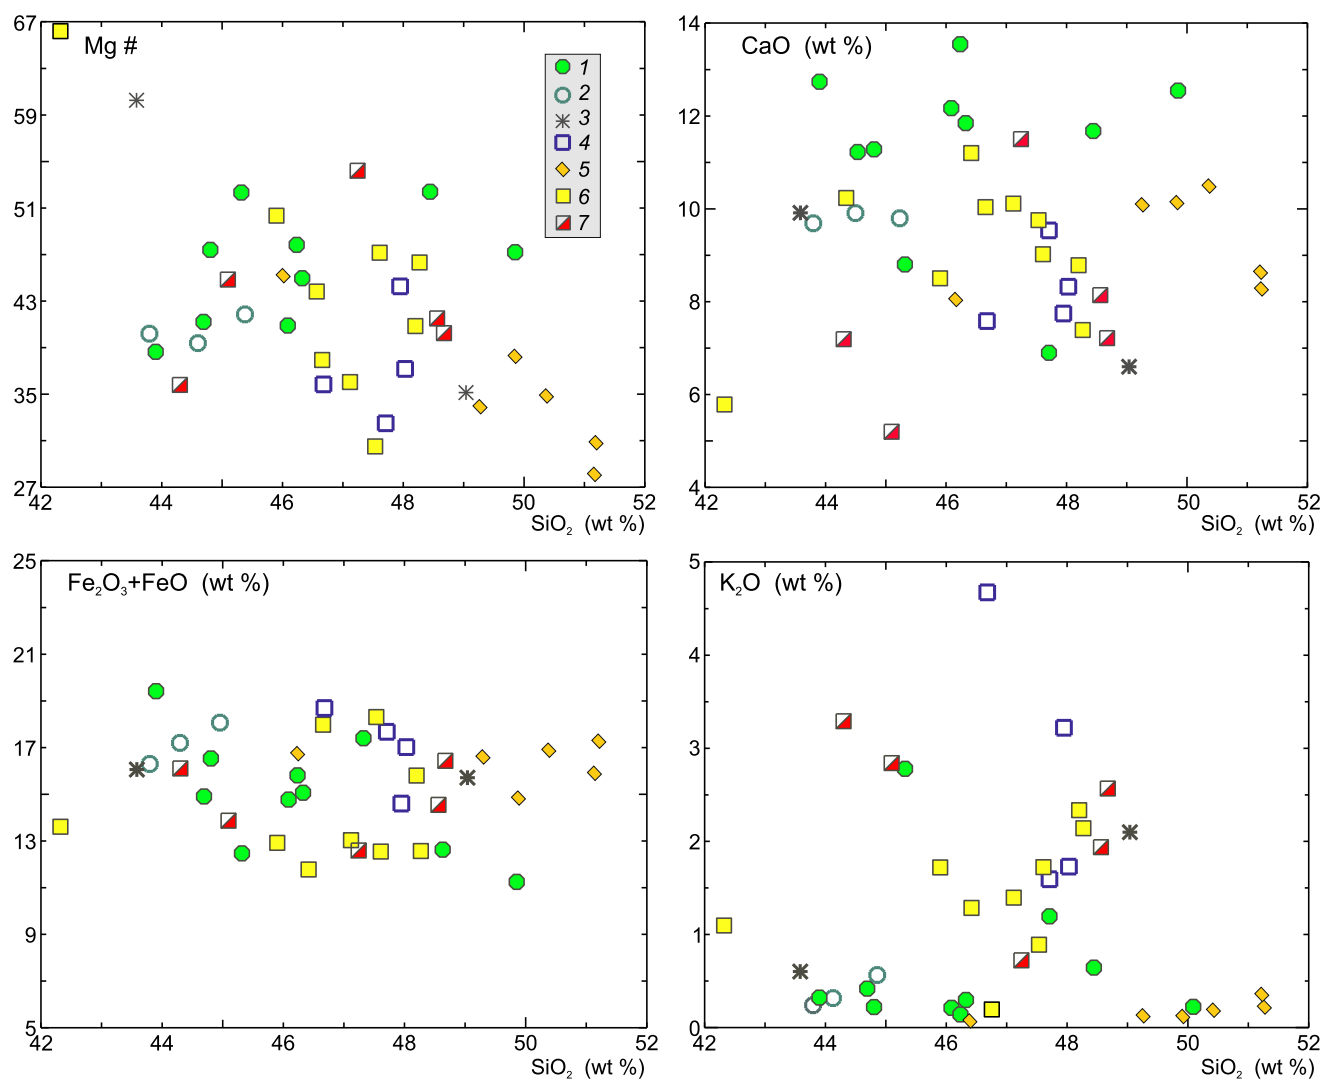 67
Mg #
59
51
43
35
27
42 44 46 48 50 52
SiO₂ (wt %)
1
2
3
4
5
6
7
14
CaO (wt %)
12
10
8
6
4
42 44 46 48 50 52
SiO₂ (wt %)
25
Fe₂O₃+FeO (wt %)
21
17
13
9
5
42 44 46 48 50 52
SiO₂ (wt %)
5
K₂O (wt %)
4
3
2
1
0
42 44 46 48 50 52
SiO₂ (wt %)